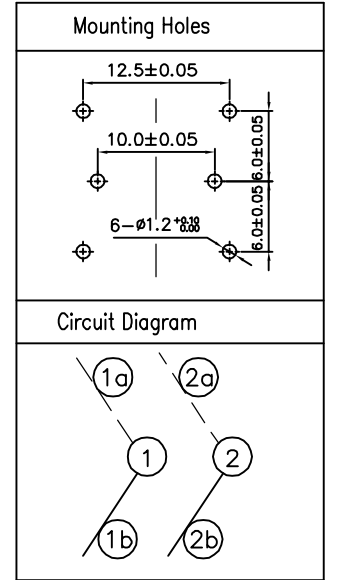 Mounting Holes
12.5±0.05
10.0±0.05
6.0±0.05
6.0±0.05
6-ø1.2 +0.10 0.00
Circuit Diagram
1a 2a
1 2
1b 2b